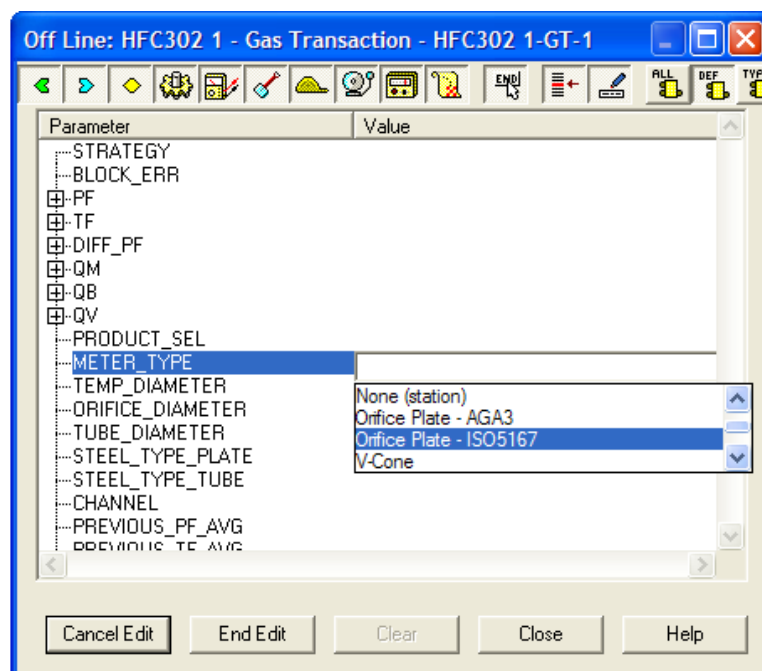 Off Line: HFC302 1 - Gas Transaction - HFC302 1-GT-1
END
ALL DEF TYP
Parameter Value
STRATEGY
BLOCK_ERR
PF
TF
DIFF_PF
QM
QB
QV
PRODUCT_SEL
METER_TYPE
TEMP_DIAMETER
None (station)
ORIFICE_DIAMETER
Orifice Plate - AGA3
TUBE_DIAMETER
Orifice Plate - ISO5167
STEEL_TYPE_PLATE
V-Cone
STEEL_TYPE_TUBE
CHANNEL
PREVIOUS_PF_AVG
PREVIOUS_TF_AVG
Cancel Edit End Edit Clear Close Help